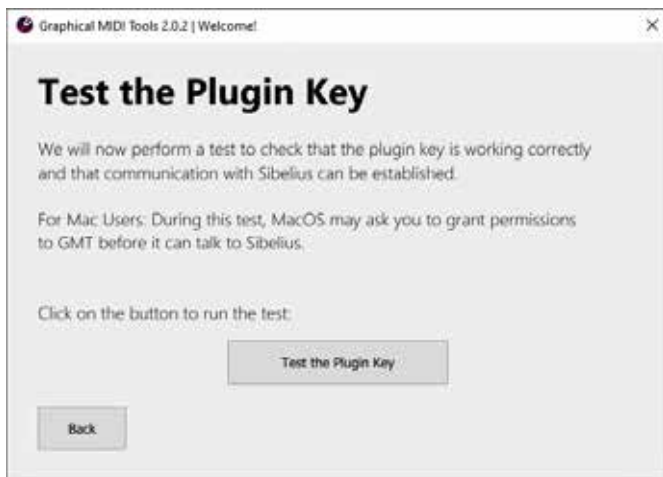 Graphical MIDI Tools 2.0.2 | Welcome!
Test the Plugin Key
We will now perform a test to check that the plugin key is working correctly
and that communication with Sibelius can be established.
For Mac Users: During this test, MacOS may ask you to grant permissions
to GMT before it can talk to Sibelius.
Click on the button to run the test:
Test the Plugin Key
Back